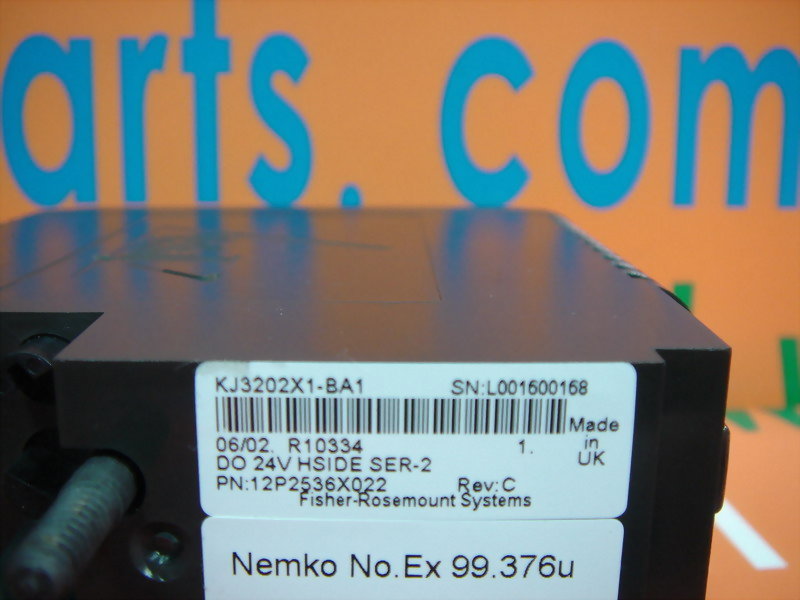 arts.com
KJ3202X1-BA1 SN:L001600168
06/02. R10334 1. Made in UK
DO 24V HSIDE SER-2
PN:12P2536X022 Rev:C
Fisher-Rosemount Systems
Nemko No.Ex 99.376u